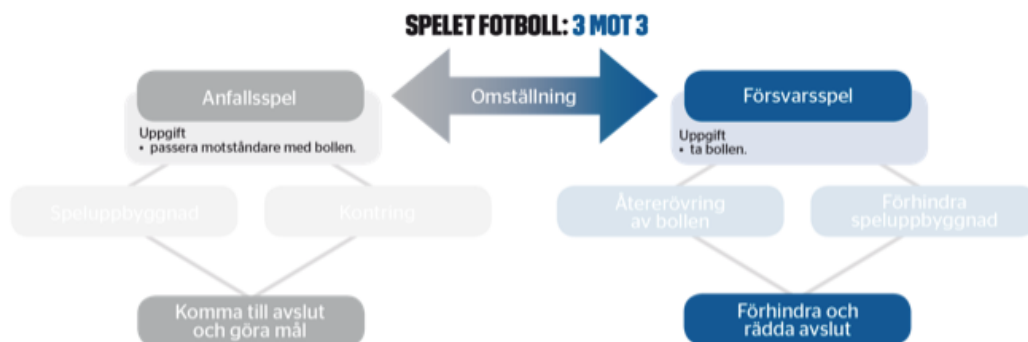 SPELET FOTBOLL: 3 MOT 3
Anfallsspel
Omställning
Försvarsspel
Uppgift
• passera motståndare med bollen.
Uppgift
• ta bollen.
Speluppbyggnad
Kontring
Återerövring
av bollen
Förhindra
speluppbyggnad
Komma till avslut
och göra mål
Förhindra och
rädda avslut